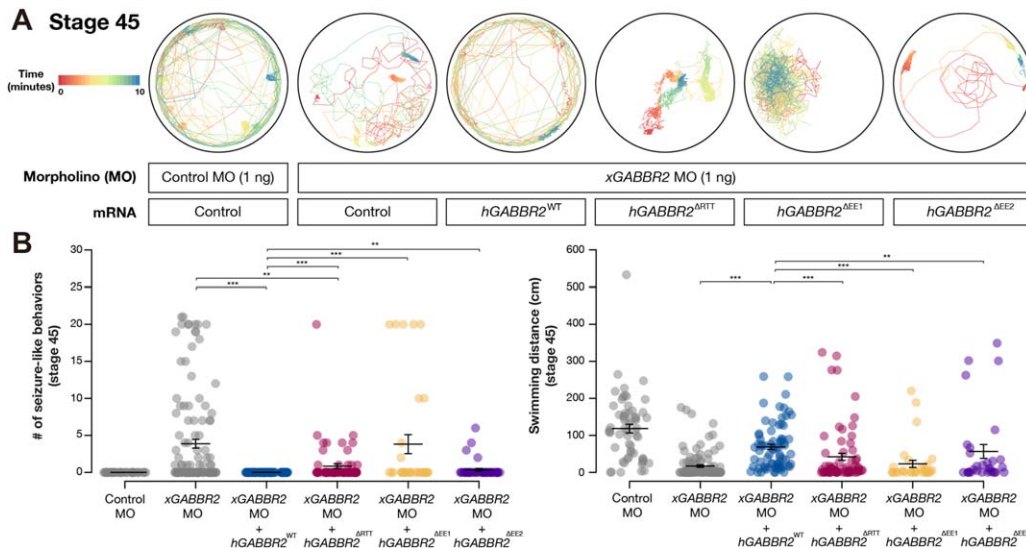 A Stage 45
Time
(minutes)
0 10
Morpholino (MO) Control MO (1 ng) xGABBR2 MO (1 ng)
mRNA Control Control hGABBR2WT hGABBR2ΔRTT hGABBR2ΔEE1 hGABBR2ΔEE2
B
# of seizure-like behaviors
(stage 45)
30
25
20
15
10
5
0
**
***
***
**
***
Control
MO
xGABBR2
MO
xGABBR2
MO
+
hGABBR2WT
xGABBR2
MO
+
hGABBR2ΔRTT
xGABBR2
MO
+
hGABBR2ΔEE1
xGABBR2
MO
+
hGABBR2ΔEE2
Swimming distance (cm)
(stage 45)
600
500
400
300
200
100
0
**
***
***
***
Control
MO
xGABBR2
MO
xGABBR2
MO
+
hGABBR2WT
xGABBR2
MO
+
hGABBR2ΔRTT
xGABBR2
MO
+
hGABBR2ΔEE1
xGABBR2
MO
+